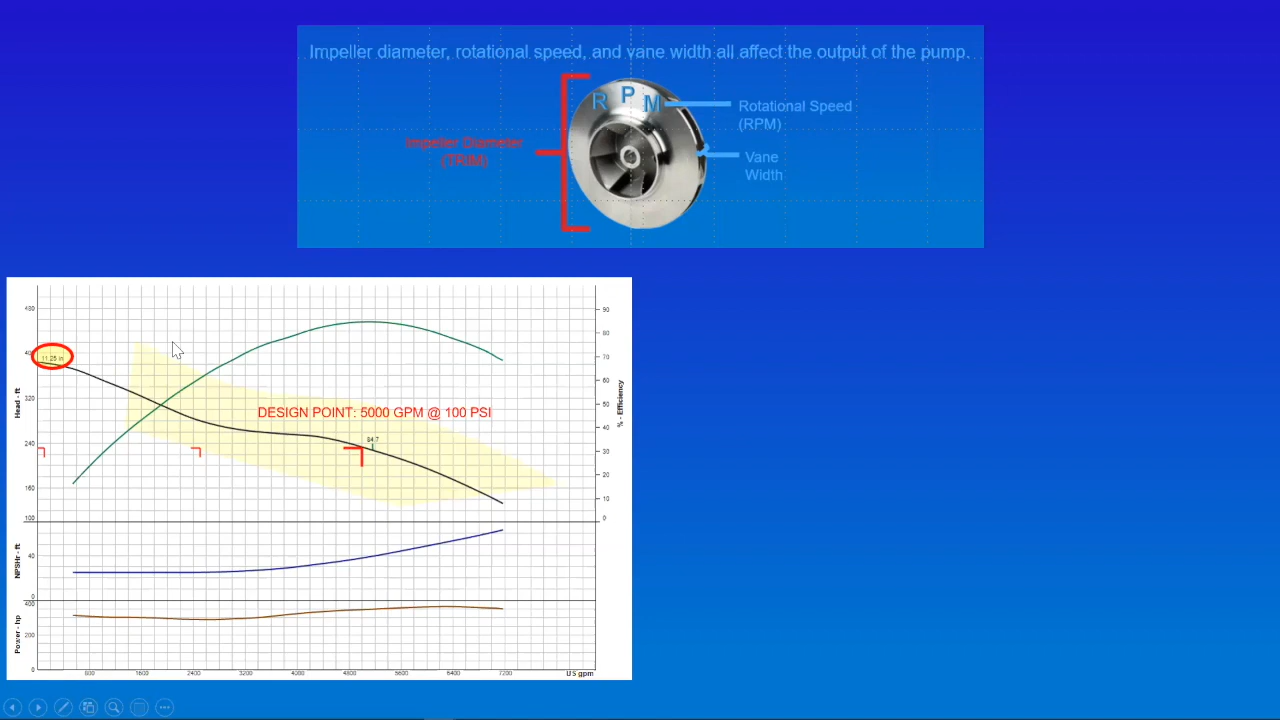 Impeller diameter, rotational speed, and vane width all affect the output of the pump.
R P M
Rotational Speed
(RPM)
Impeller Diameter
(TRIM)
Vane
Width
480
400
320
240
160
100
Head - ft
11.25 in
DESIGN POINT: 5000 GPM @ 100 PSI
84.7
90
80
70
60
50
40
30
20
10
0
% - Efficiency
NPSHr - ft
40
0
Power - hp
400
200
0
800 1600 2400 3200 4000 4800 5600 6400 7200 US gpm